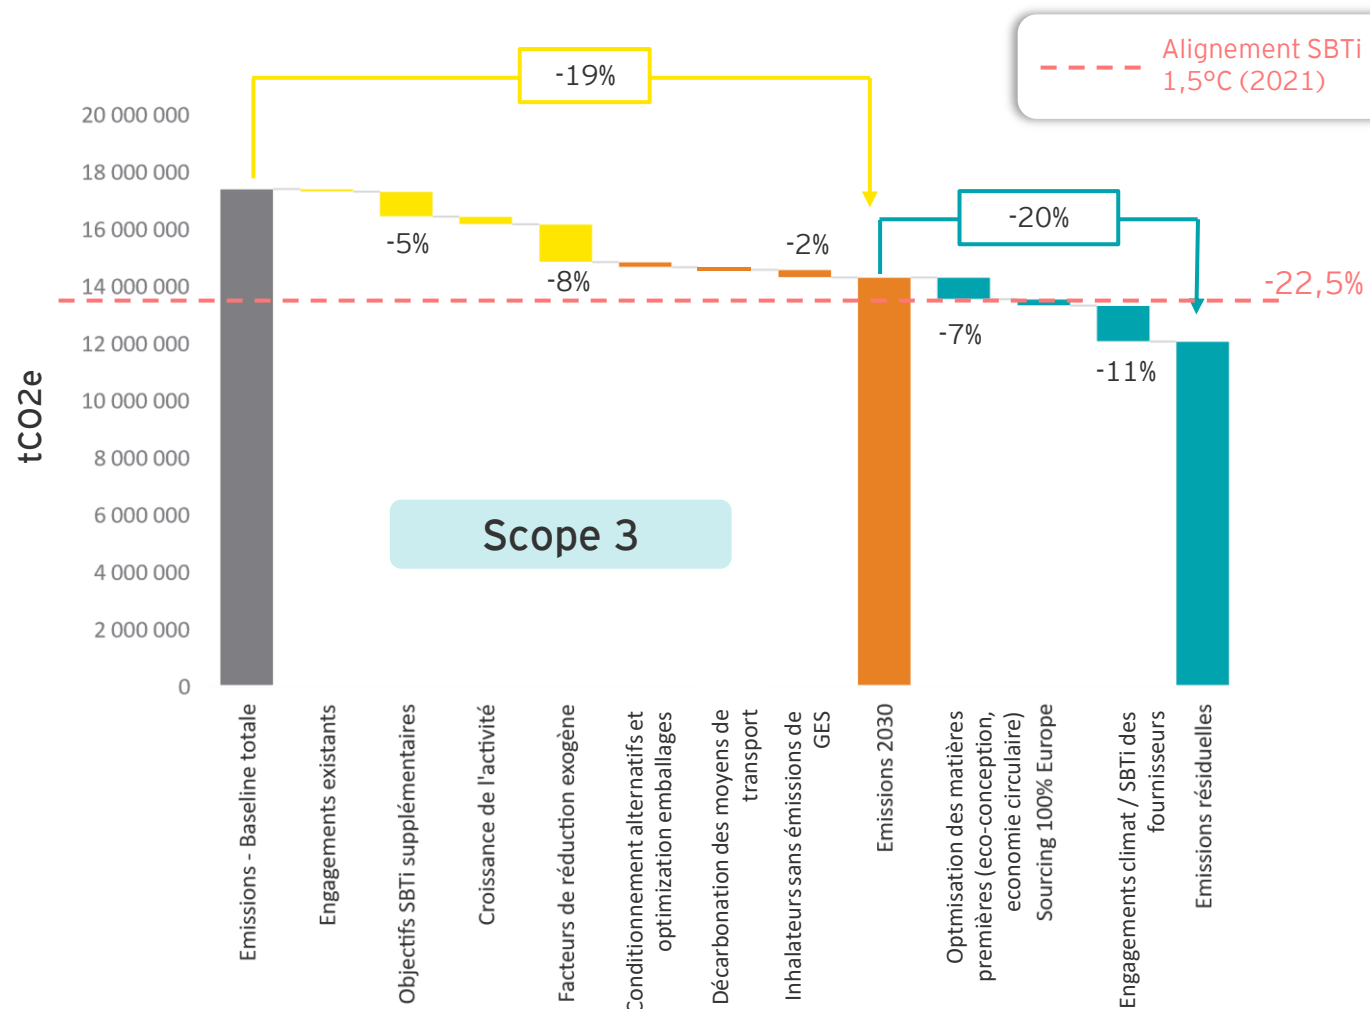 Alignement SBTi
1,5°C (2021)
-19%
20 000 000
18 000 000
16 000 000
14 000 000
12 000 000
10 000 000
8 000 000
6 000 000
4 000 000
2 000 000
0
tCO2e
-5%
-8%
-2%
-20%
-22,5%
-7%
-11%
Scope 3
Emissions - Baseline totale
Engagements existants
Objectifs SBTi supplémentaires
Croissance de l'activité
Facteurs de réduction exogène
Conditionnement alternatifs et
optimization emballages
Décarbonation des moyens de
transport
Inhalateurs sans émissions de
GES
Emissions 2030
Optmisation des matières
premières (eco-conception,
economie circulaire)
Sourcing 100% Europe
Engagements climat / SBTi des
fournisseurs
Emissions résiduelles